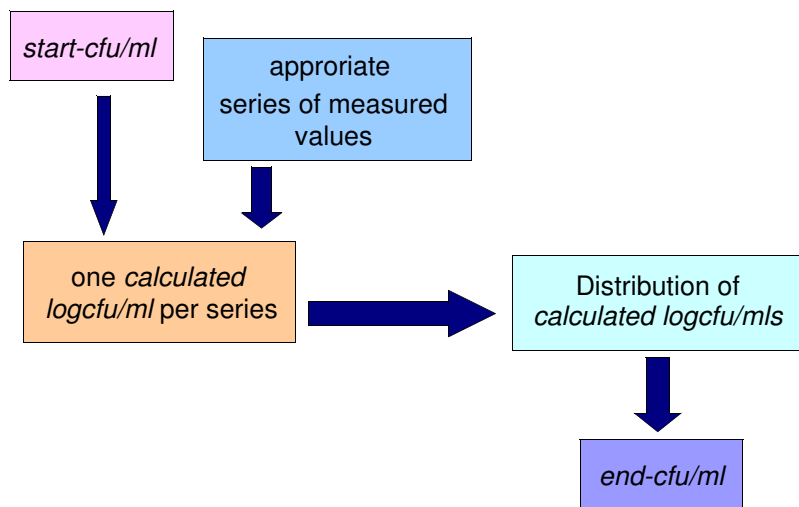 start-cfu/ml
approriate
series of measured
values
one calculated
logcfu/ml per series
Distribution of
calculated logcfu/mls
end-cfu/ml